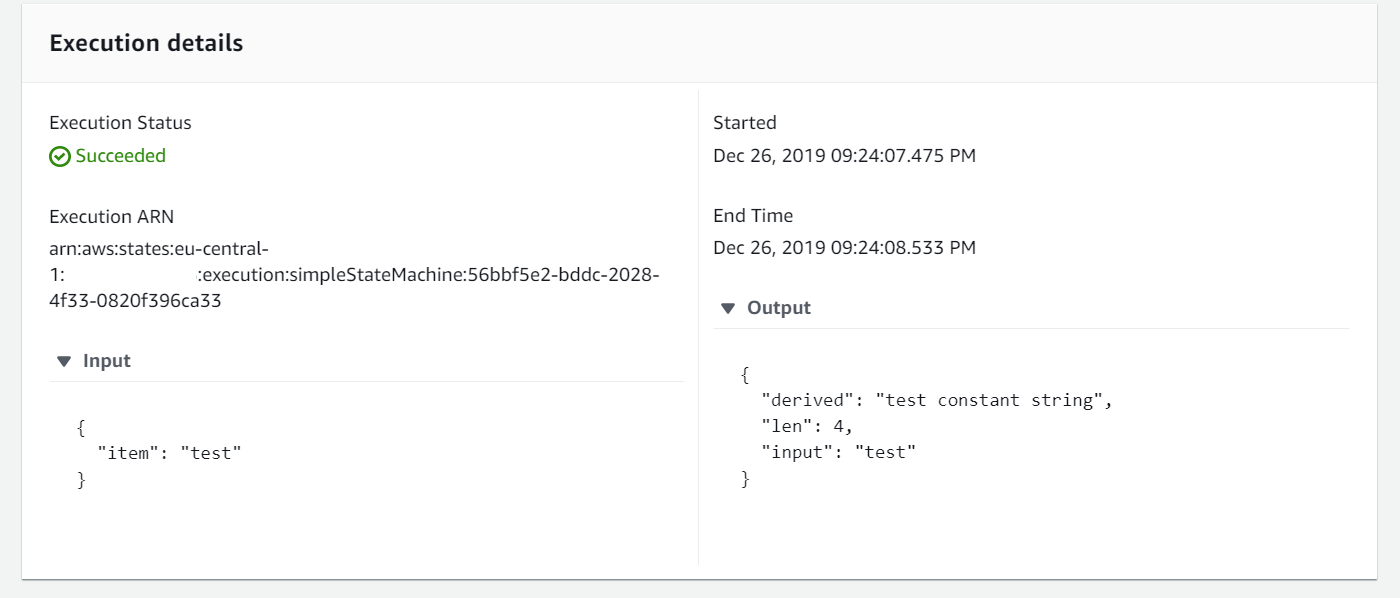 Execution details
Execution Status
Succeeded
Execution ARN
arn:aws:states:eu-central-
1: :execution:simpleStateMachine:56bbf5e2-bddc-2028-
4f33-0820f396ca33
Input
{
"item": "test"
}
Started
Dec 26, 2019 09:24:07.475 PM
End Time
Dec 26, 2019 09:24:08.533 PM
Output
{
"derived": "test constant string",
"len": 4,
"input": "test"
}